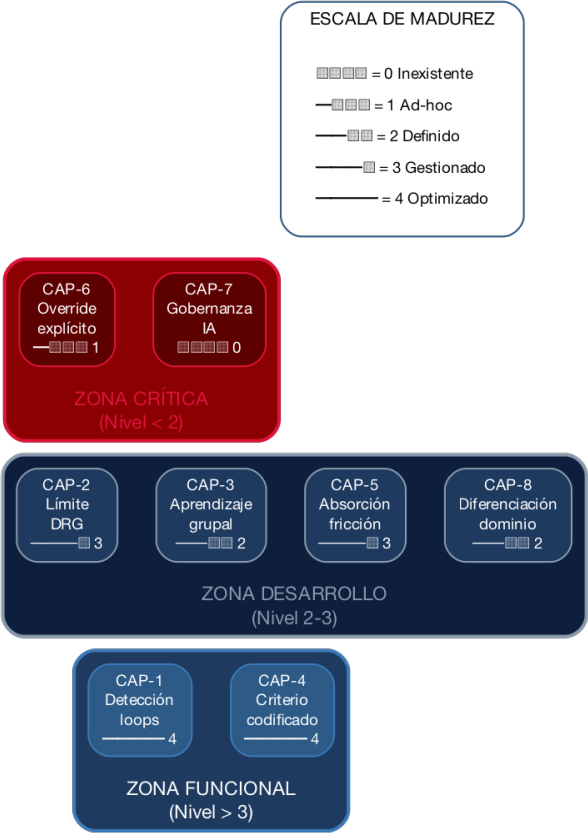 ESCALA DE MADUREZ
▒▒▒▒ = 0 Inexistente
━▒▒▒ = 1 Ad-hoc
━━▒▒ = 2 Definido
━━━▒ = 3 Gestionado
━━━━ = 4 Optimizado
CAP-6
Override
explícito
━▒▒▒ 1
CAP-7
Gobernanza
IA
▒▒▒▒ 0
ZONA CRÍTICA
(Nivel < 2)
CAP-2
Límite
DRG
━━━▒ 3
CAP-3
Aprendizaje
grupal
━━▒▒ 2
CAP-5
Absorción
fricción
━━━▒ 3
CAP-8
Diferenciación
dominio
━━▒▒ 2
ZONA DESARROLLO
(Nivel 2-3)
CAP-1
Detección
loops
━━━━ 4
CAP-4
Criterio
codificado
━━━━ 4
ZONA FUNCIONAL
(Nivel > 3)